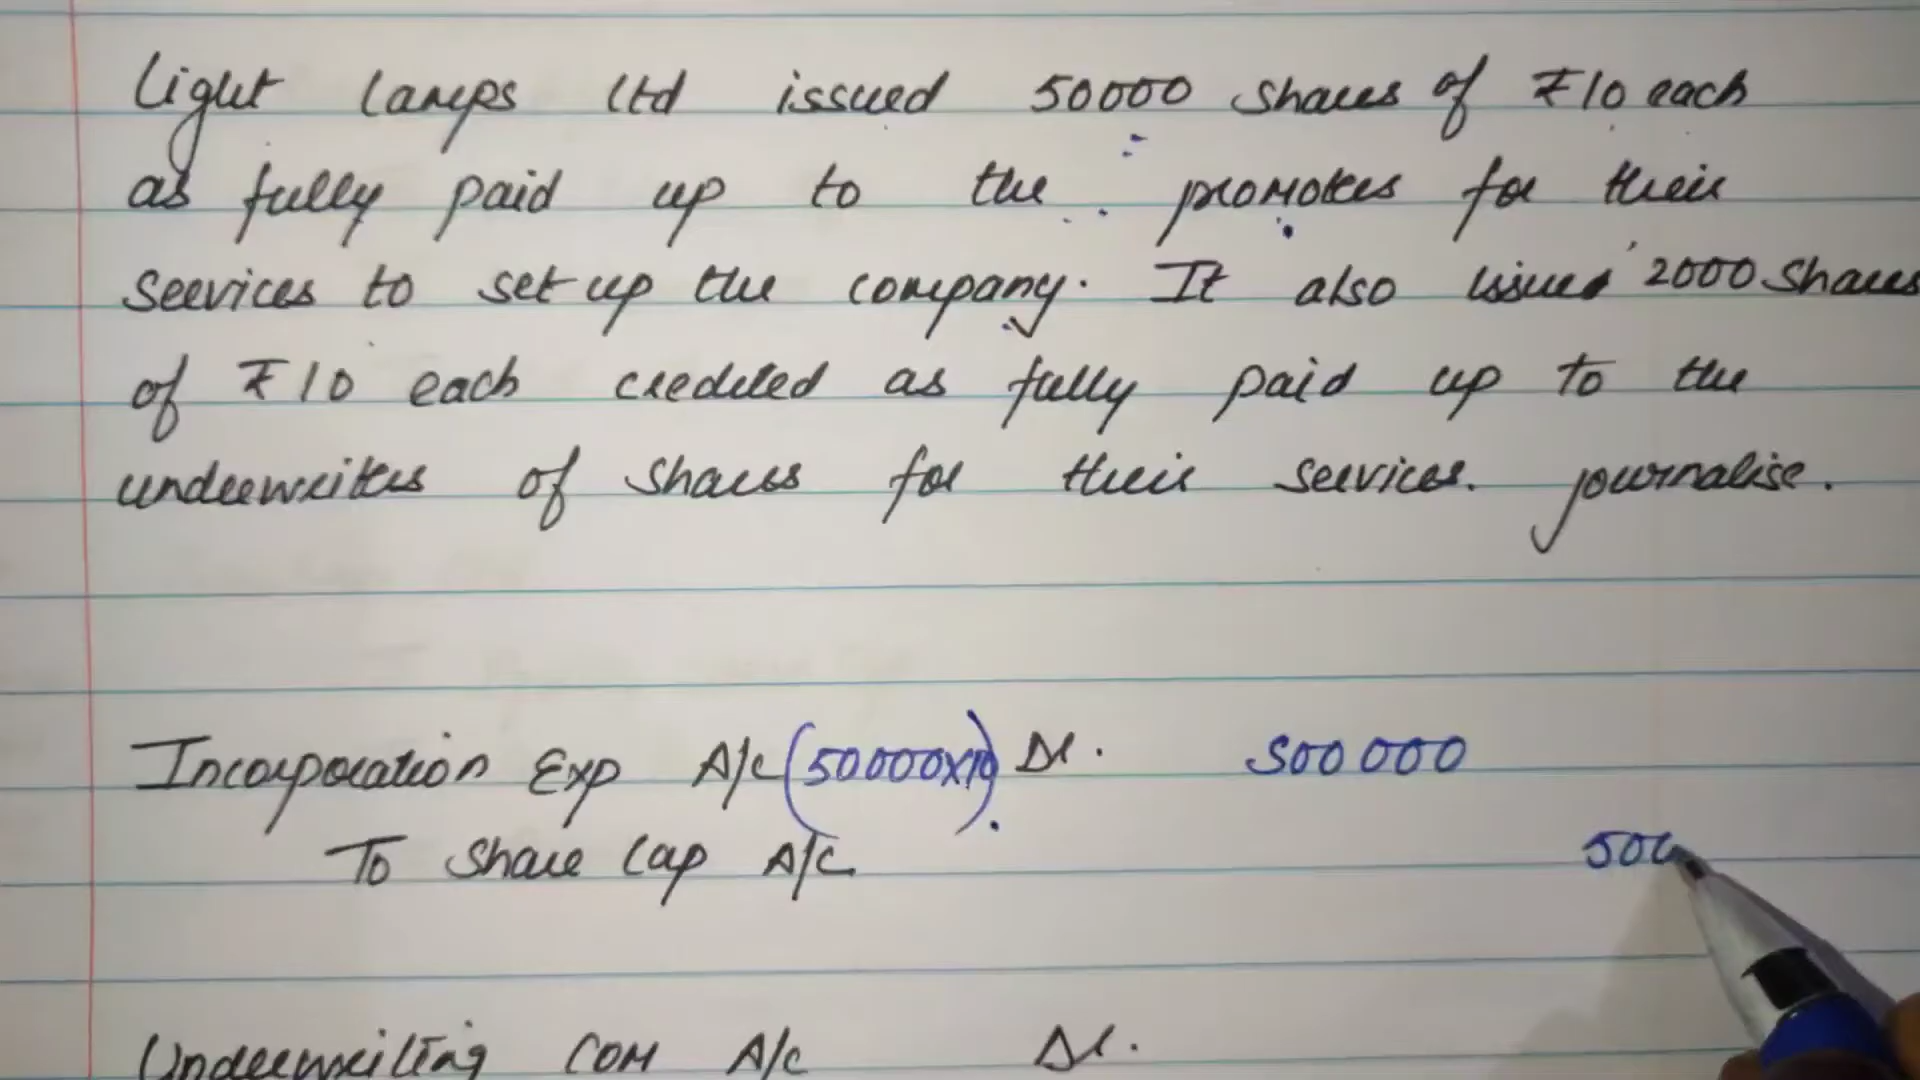 Light Lamps Ltd issued 50000 shares of ₹10 each
as fully paid up to the promoters for their
services to set up the company. It also issued 2000 shares
of ₹10 each credited as fully paid up to the
underwriters of shares for their services. journalise.
Incorporation Exp A/c (50000x10) Dr. 500000
To Share Cap A/c 500
Underwriting Com A/c Dr.